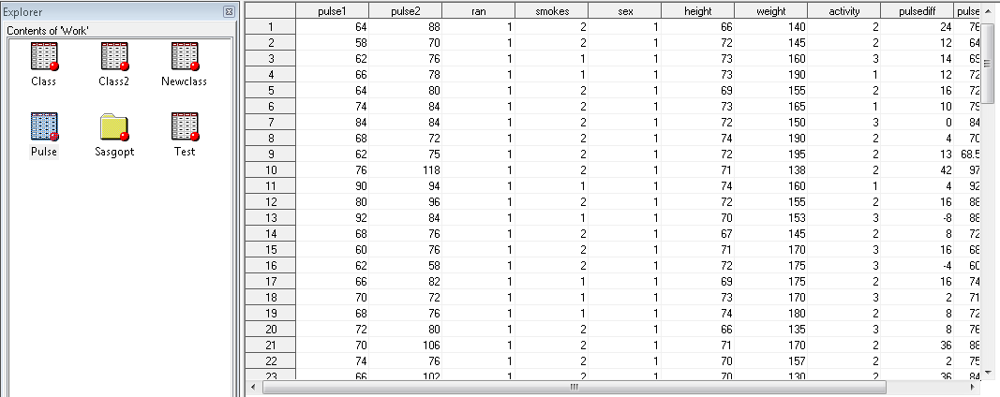 Explorer
Contents of 'Work'
Class Class2 Newclass
Pulse Sasgopt Test
pulse1 pulse2 ran smokes sex height weight activity pulsediff pulse
1 64 88 1 2 1 66 140 2 24 76
2 58 70 1 2 1 72 145 2 12 64
3 62 76 1 1 1 73 160 3 14 69
4 66 78 1 1 1 73 190 1 12 72
5 64 80 1 2 1 69 155 2 16 72
6 74 84 1 2 1 73 165 1 10 79
7 84 84 1 2 1 72 150 3 0 84
8 68 72 1 2 1 74 190 2 4 70
9 62 75 1 2 1 72 195 2 13 68.5
10 76 118 1 2 1 71 138 2 42 97
11 90 94 1 1 1 74 160 1 4 92
12 80 96 1 2 1 72 155 2 16 88
13 92 84 1 1 1 70 153 3 -8 88
14 68 76 1 2 1 67 145 2 8 72
15 60 76 1 2 1 71 170 3 16 68
16 62 58 1 2 1 72 175 3 -4 60
17 66 82 1 1 1 69 175 2 16 74
18 70 72 1 1 1 73 170 3 2 71
19 68 76 1 1 1 74 180 2 8 72
20 72 80 1 2 1 66 135 3 8 76
21 70 106 1 2 1 71 170 2 36 88
22 74 76 1 2 1 70 157 2 2 75
23 66 102 1 2 1 70 130 2 36 84